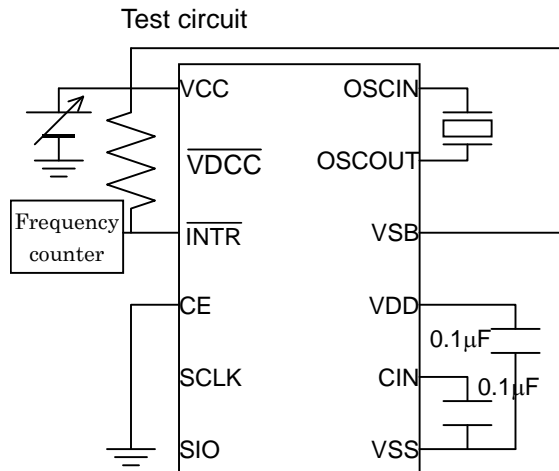 Test circuit
VCC
OSCIN
VDCC
OSCOUT
Frequency
counter
INTR
VSB
CE
VDD
0.1μF
SCLK
CIN
0.1μF
SIO
VSS